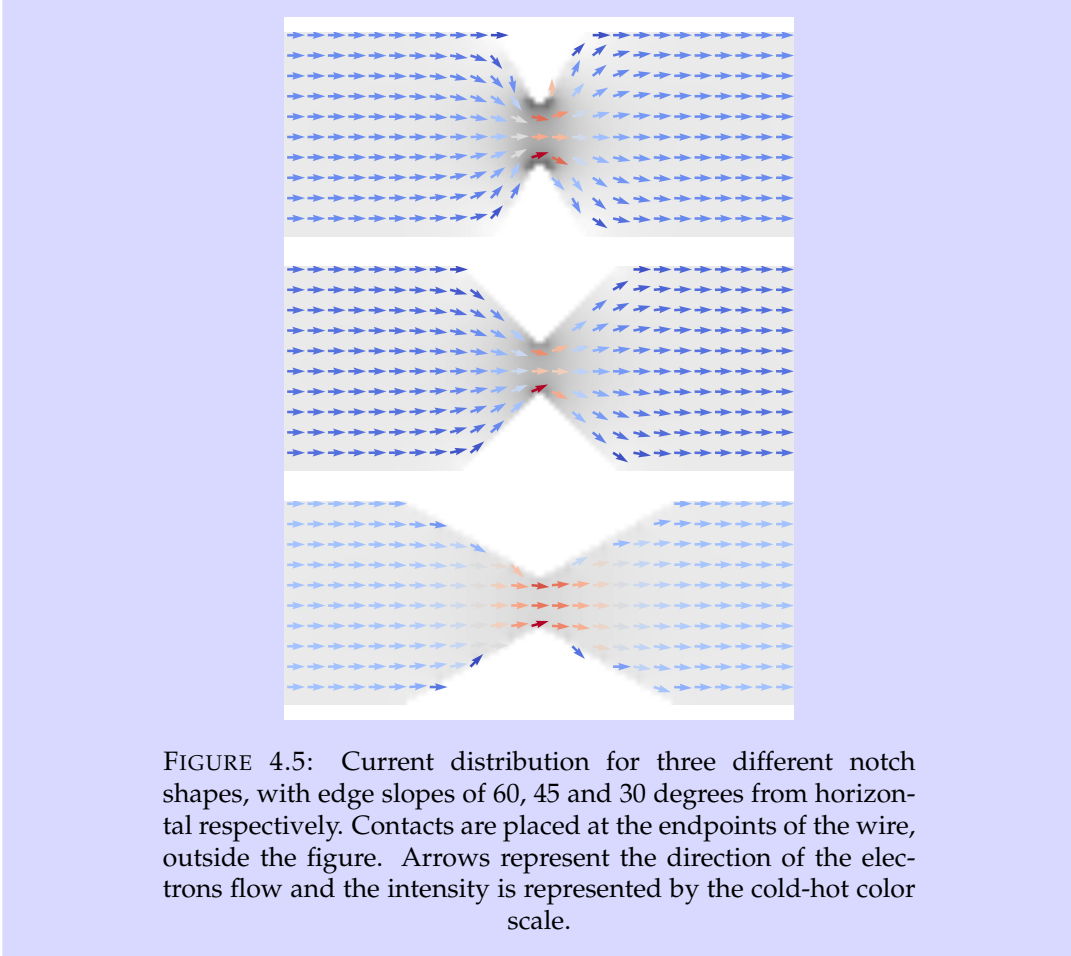 FIGURE 4.5: Current distribution for three different notch
shapes, with edge slopes of 60, 45 and 30 degrees from horizon-
tal respectively. Contacts are placed at the endpoints of the wire,
outside the figure. Arrows represent the direction of the elec-
trons flow and the intensity is represented by the cold-hot color
scale.